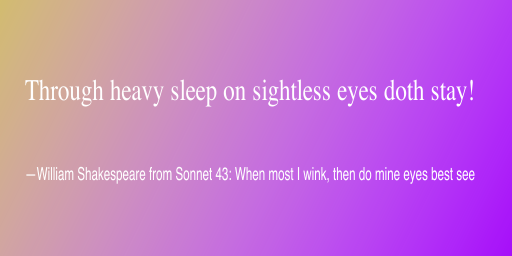 Through heavy sleep on sightless eyes doth stay!
—William Shakespeare from Sonnet 43: When most I wink, then do mine eyes best see